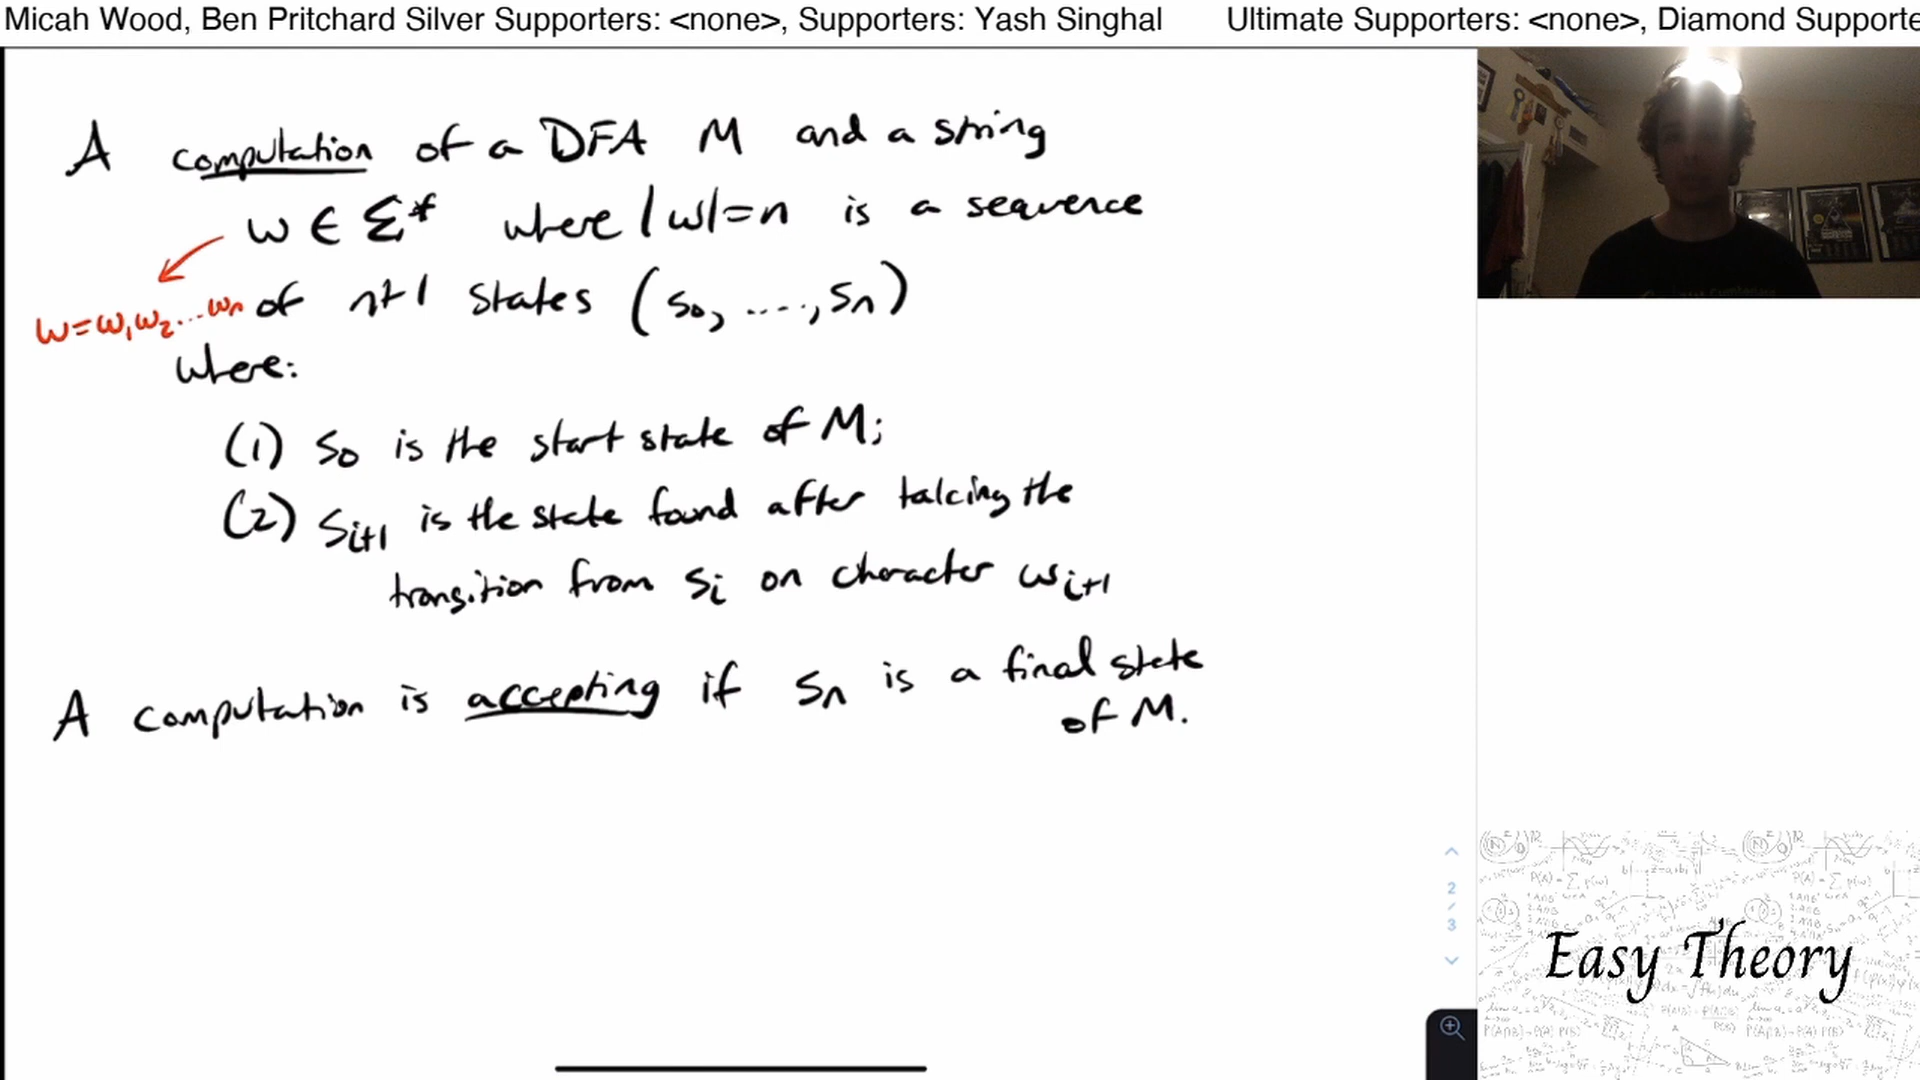 Micah Wood, Ben Pritchard Silver Supporters: <none>, Supporters: Yash Singhal Ultimate Supporters: <none>, Diamond Supporte
A computation of a DFA M and a string
w ∈ Σ* where |w|=n is a sequence
of n+1 states (s₀, ...., sₙ)
w=w₁w₂...wₙ
where:
(1) s₀ is the start state of M;
(2) sᵢ₊₁ is the state found after taking the
transition from sᵢ on character wᵢ₊₁
A computation is accepting if sₙ is a final state
of M.
2
/
3
Easy Theory